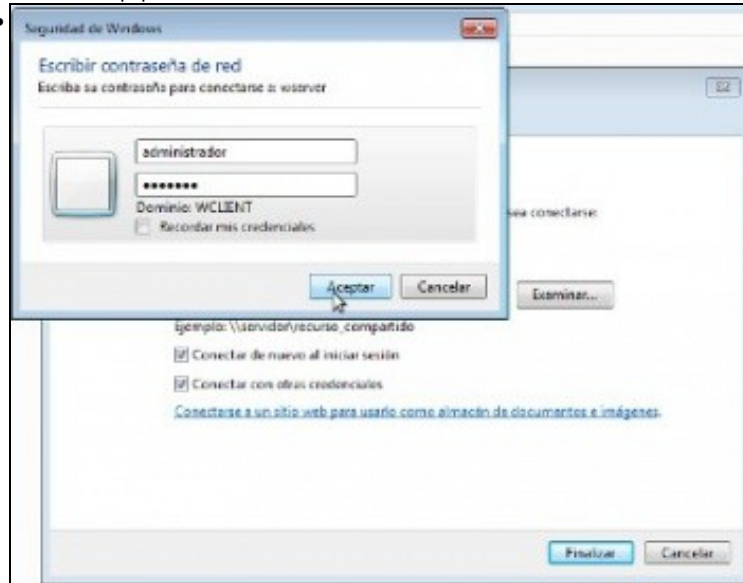 Seguridad de Windows
Escribir contraseña de red
Escriba su contraseña para conectarse a: wserver
administrador
•••••••
Dominio: WCLIENT
Recordar mis credenciales
Aceptar
Cancelar
sea conectarse:
Examinar...
Ejemplo: \\servidor\recurso_compartido
Conectar de nuevo al iniciar sesión
Conectar con otras credenciales
Conectarse a un sitio web para usarlo como almacén de documentos e imágenes.
Finalizar
Cancelar